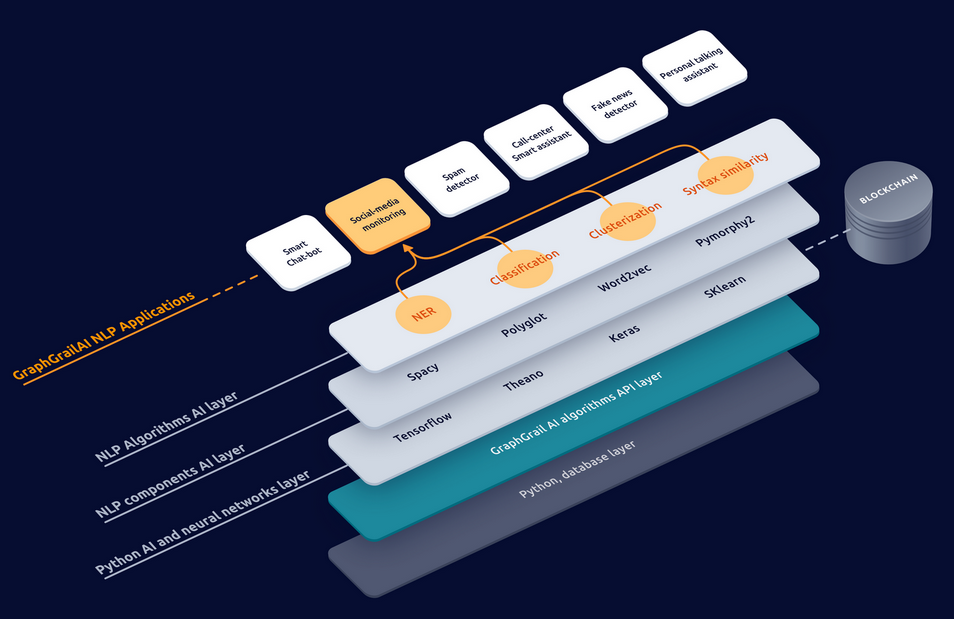 Personal talking
assistant
Fake news
detector
Call-center
Smart assistant
Spam
detector
Social-media
monitoring
Smart
Chat-bot
BLOCKCHAIN
GraphGrailAI NLP Applications
NER
Classification
Clusterization
Syntax similarity
NLP Algorithms AI layer
Spacy
Polyglot
Word2vec
Pymorphy2
NLP components AI layer
Tensorflow
Theano
Keras
SKlearn
Python AI and neural networks layer
GraphGrail AI algorithms API layer
Python, database layer